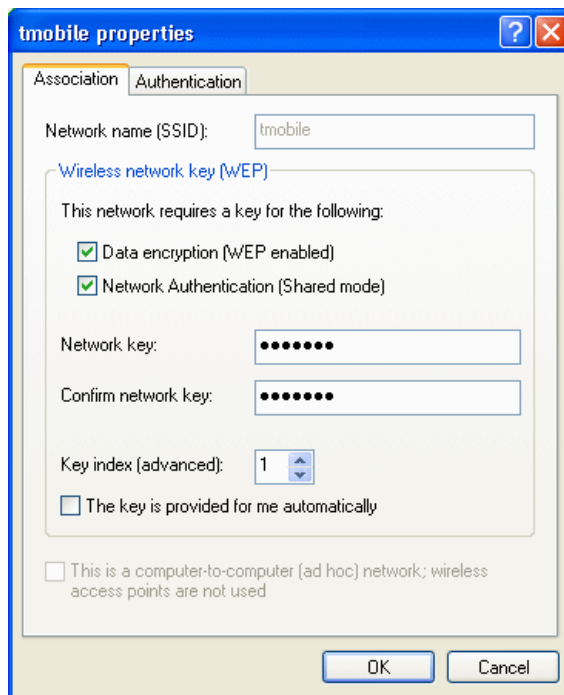 tmobile properties
Association
Authentication
Network name (SSID):
tmobile
Wireless network key (WEP)
This network requires a key for the following:
Data encryption (WEP enabled)
Network Authentication (Shared mode)
Network key:
●●●●●●●
Confirm network key:
●●●●●●●
Key index (advanced):
1
The key is provided for me automatically
This is a computer-to-computer (ad hoc) network; wireless
access points are not used
OK
Cancel